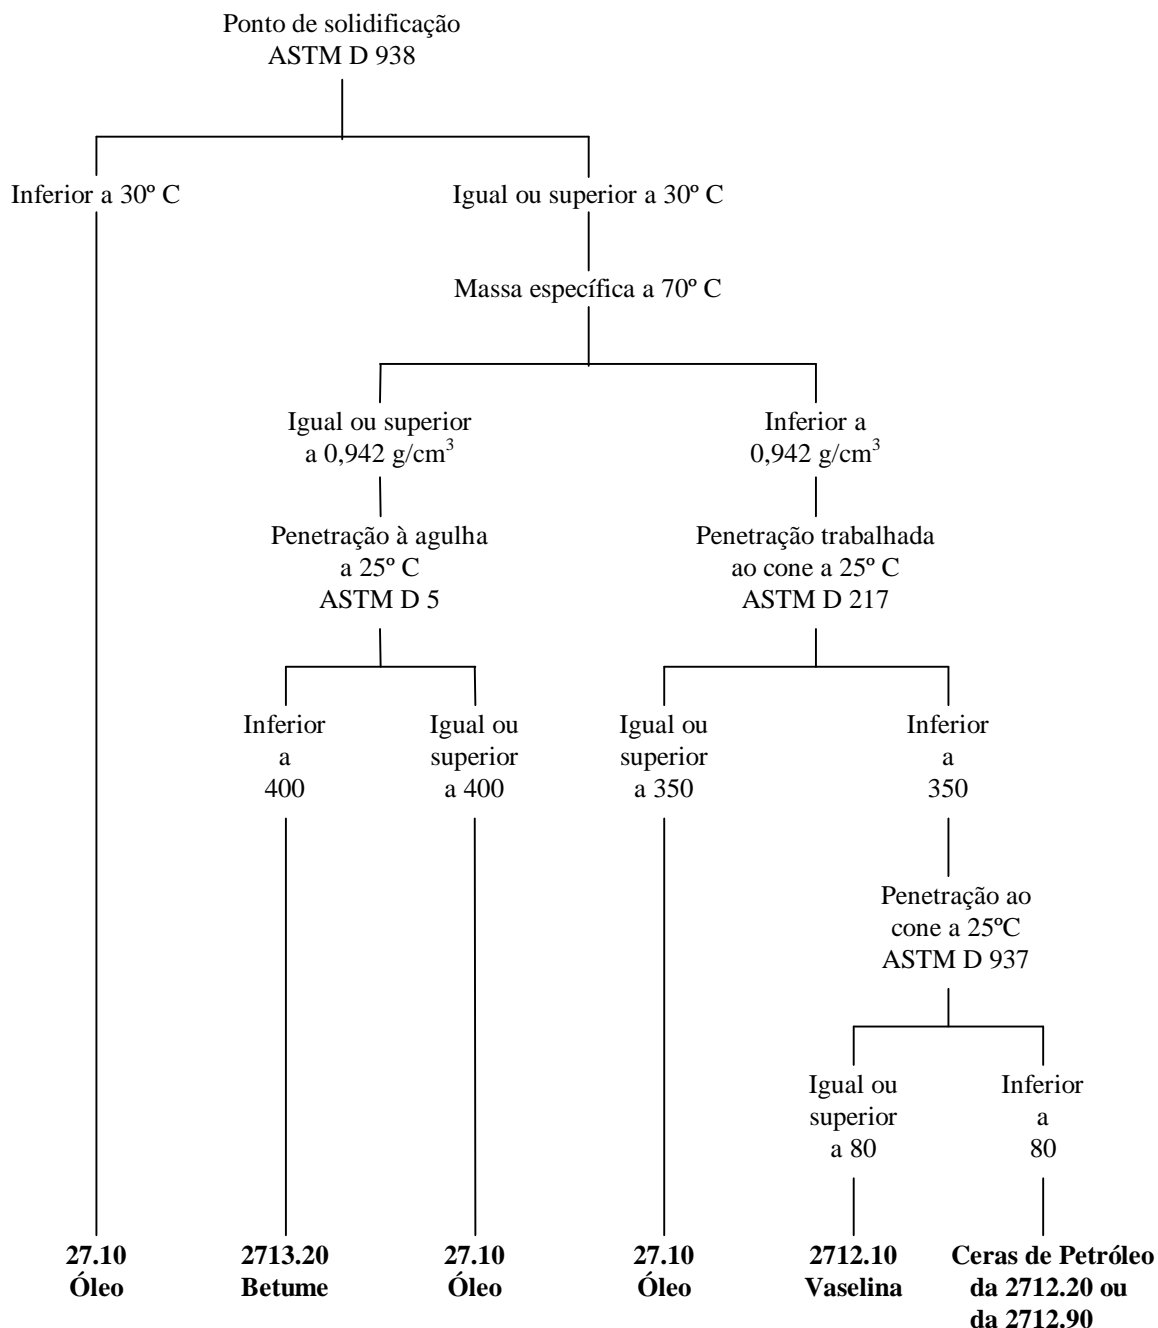 Ponto de solidificação
ASTM D 938
Inferior a 30º C
Igual ou superior a 30º C
Massa específica a 70º C
Igual ou superior
a 0,942 g/cm³
Inferior a
0,942 g/cm³
Penetração à agulha
a 25º C
ASTM D 5
Penetração trabalhada
ao cone a 25º C
ASTM D 217
Inferior
a
400
Igual ou
superior
a 400
Igual ou
superior
a 350
Inferior
a
350
Penetração ao
cone a 25ºC
ASTM D 937
Igual ou
superior
a 80
Inferior
a
80
27.10
Óleo
2713.20
Betume
27.10
Óleo
27.10
Óleo
2712.10
Vaselina
Ceras de Petróleo
da 2712.20 ou
da 2712.90